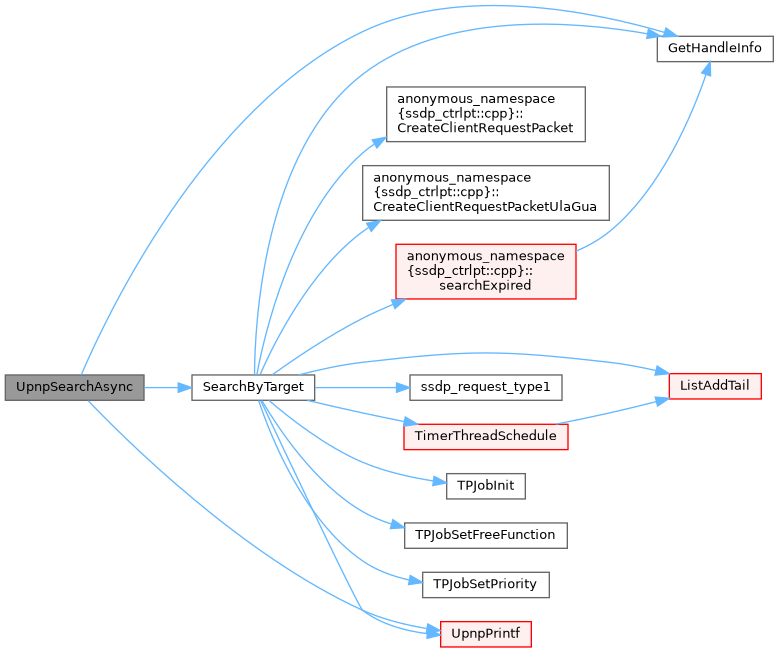 GetHandleInfo
anonymous_namespace
{ssdp_ctrlpt::cpp}::
CreateClientRequestPacket
anonymous_namespace
{ssdp_ctrlpt::cpp}::
CreateClientRequestPacketUlaGua
anonymous_namespace
{ssdp_ctrlpt::cpp}::
searchExpired
UpnpSearchAsync
SearchByTarget
ssdp_request_type1
ListAddTail
TimerThreadSchedule
TPJobInit
TPJobSetFreeFunction
TPJobSetPriority
UpnpPrintf